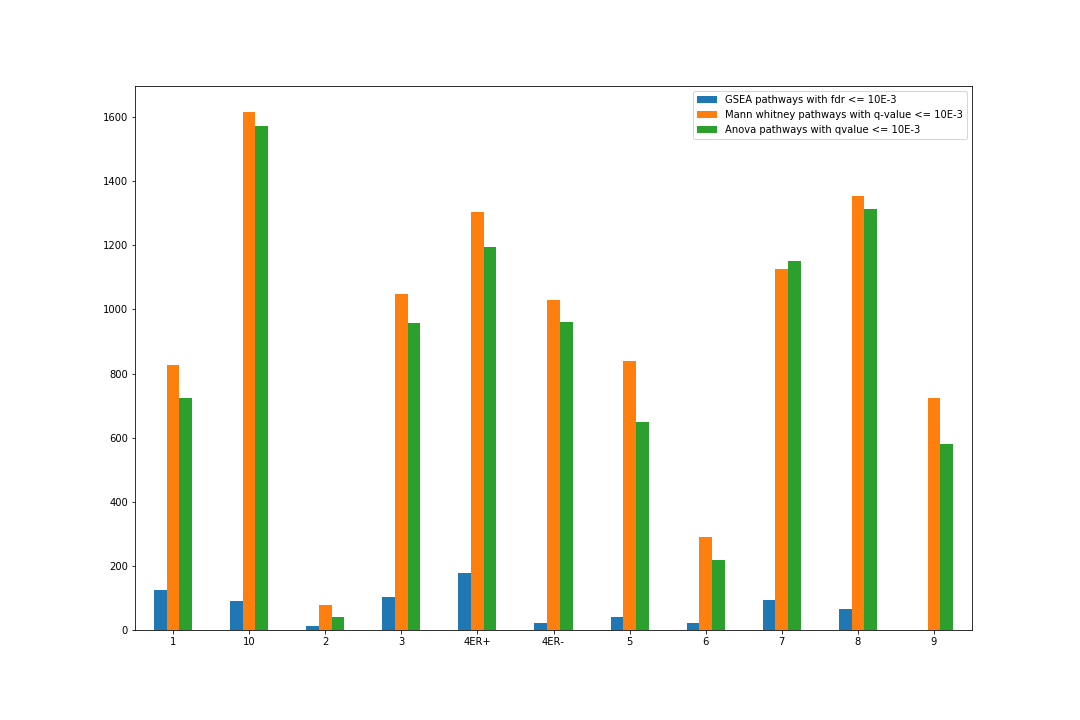 GSEA pathways with fdr <= 10E-3
Mann whitney pathways with q-value <= 10E-3
Anova pathways with qvalue <= 10E-3
1600
1400
1200
1000
800
600
400
200
0
1 10 2 3 4ER+ 4ER- 5 6 7 8 9